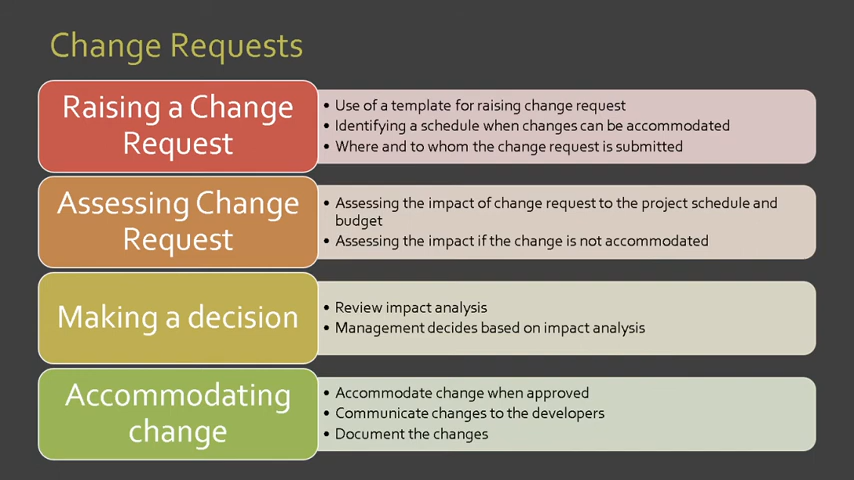 Change Requests
Raising a Change
Request
• Use of a template for raising change request
• Identifying a schedule when changes can be accommodated
• Where and to whom the change request is submitted
Assessing Change
Request
• Assessing the impact of change request to the project schedule and
budget
• Assessing the impact if the change is not accommodated
Making a decision
• Review impact analysis
• Management decides based on impact analysis
Accommodating
change
• Accommodate change when approved
• Communicate changes to the developers
• Document the changes